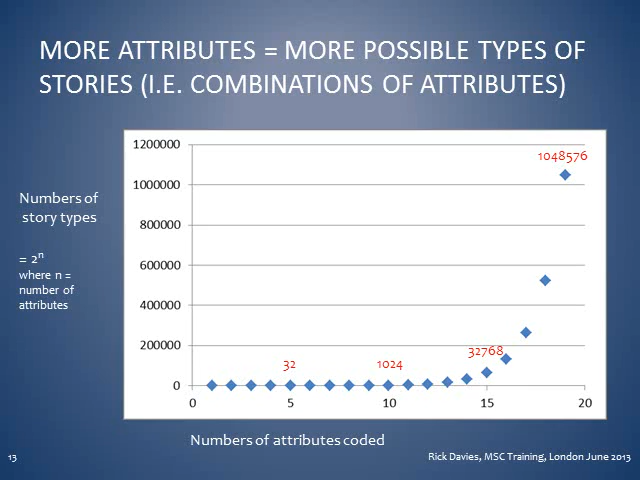 MORE ATTRIBUTES = MORE POSSIBLE TYPES OF
STORIES (I.E. COMBINATIONS OF ATTRIBUTES)
Numbers of
story types
= 2ⁿ
where n =
number of
attributes
1200000
1000000
800000
600000
400000
200000
0
1048576
32
1024
32768
0 5 10 15 20
Numbers of attributes coded
13
Rick Davies, MSC Training, London June 2013